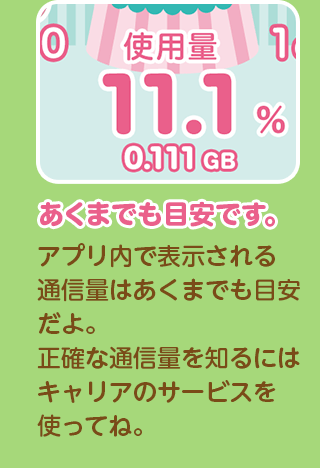 0 使用量 10
11.1 %
0.111 GB
あくまでも目安です。
アプリ内で表示される
通信量はあくまでも目安
だよ。
正確な通信量を知るには
キャリアのサービスを
使ってね。